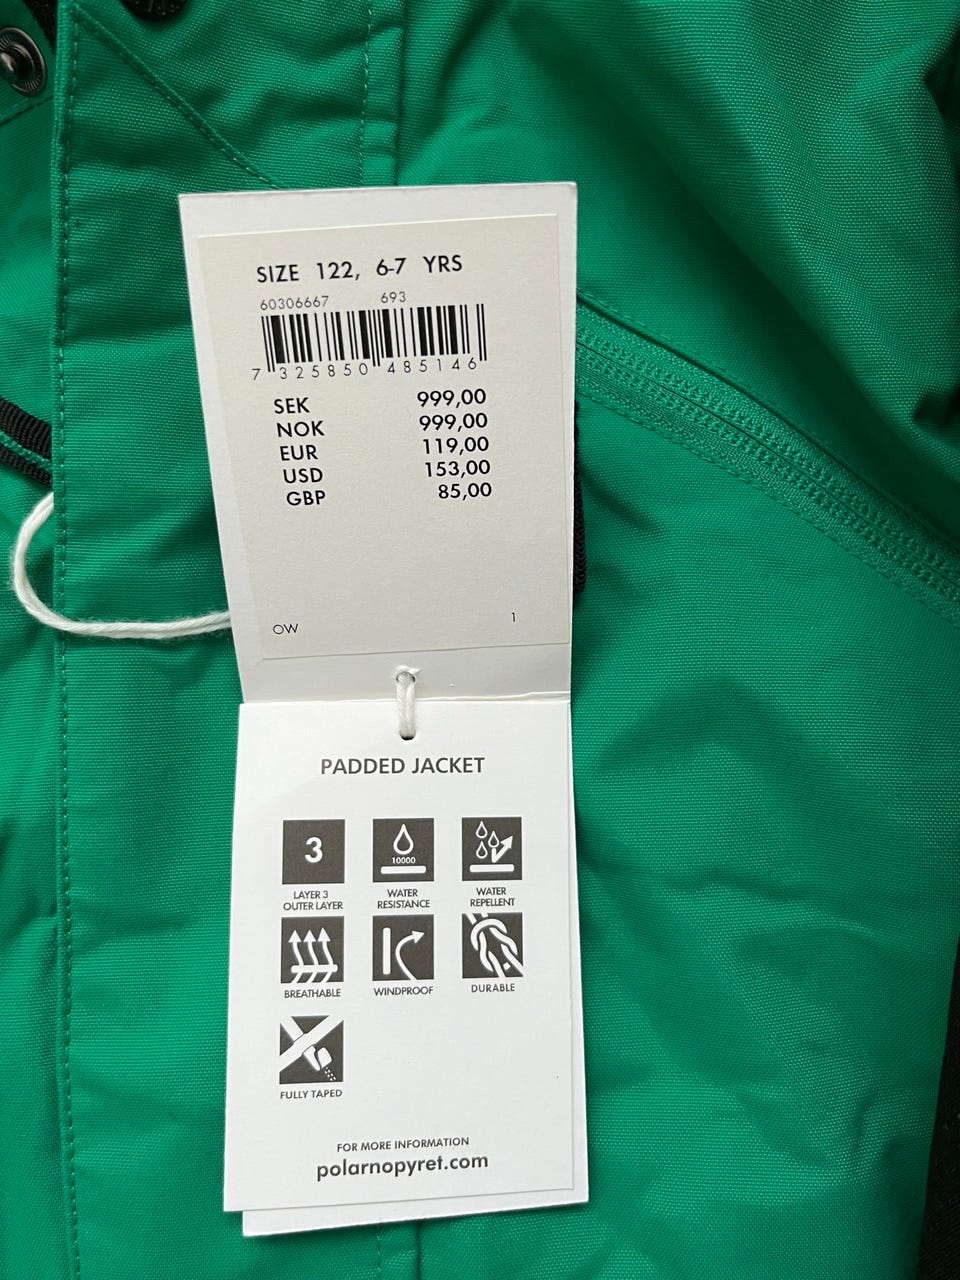 SIZE 122, 6-7 YRS
60306667 693
7 325850 485146
SEK 999,00
NOK 999,00
EUR 119,00
USD 153,00
GBP 85,00
OW 1
PADDED JACKET
3
LAYER 3
OUTER LAYER
10000
WATER
RESISTANCE
WATER
REPELLENT
BREATHABLE
WINDPROOF
DURABLE
FULLY TAPED
FOR MORE INFORMATION
polarnopyret.com